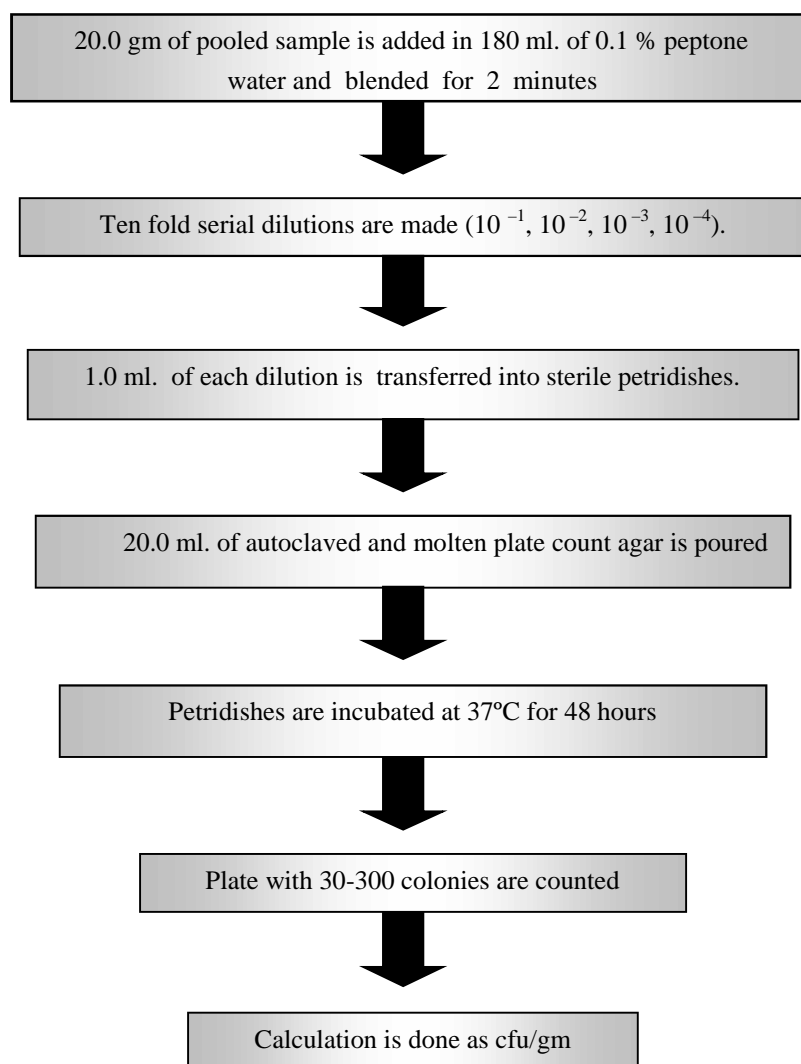 20.0 gm of pooled sample is added in 180 ml. of 0.1 % peptone
water and blended for 2 minutes
Ten fold serial dilutions are made (10 ⁻¹, 10 ⁻², 10 ⁻³, 10 ⁻⁴).
1.0 ml. of each dilution is transferred into sterile petridishes.
20.0 ml. of autoclaved and molten plate count agar is poured
Petridishes are incubated at 37ºC for 48 hours
Plate with 30-300 colonies are counted
Calculation is done as cfu/gm